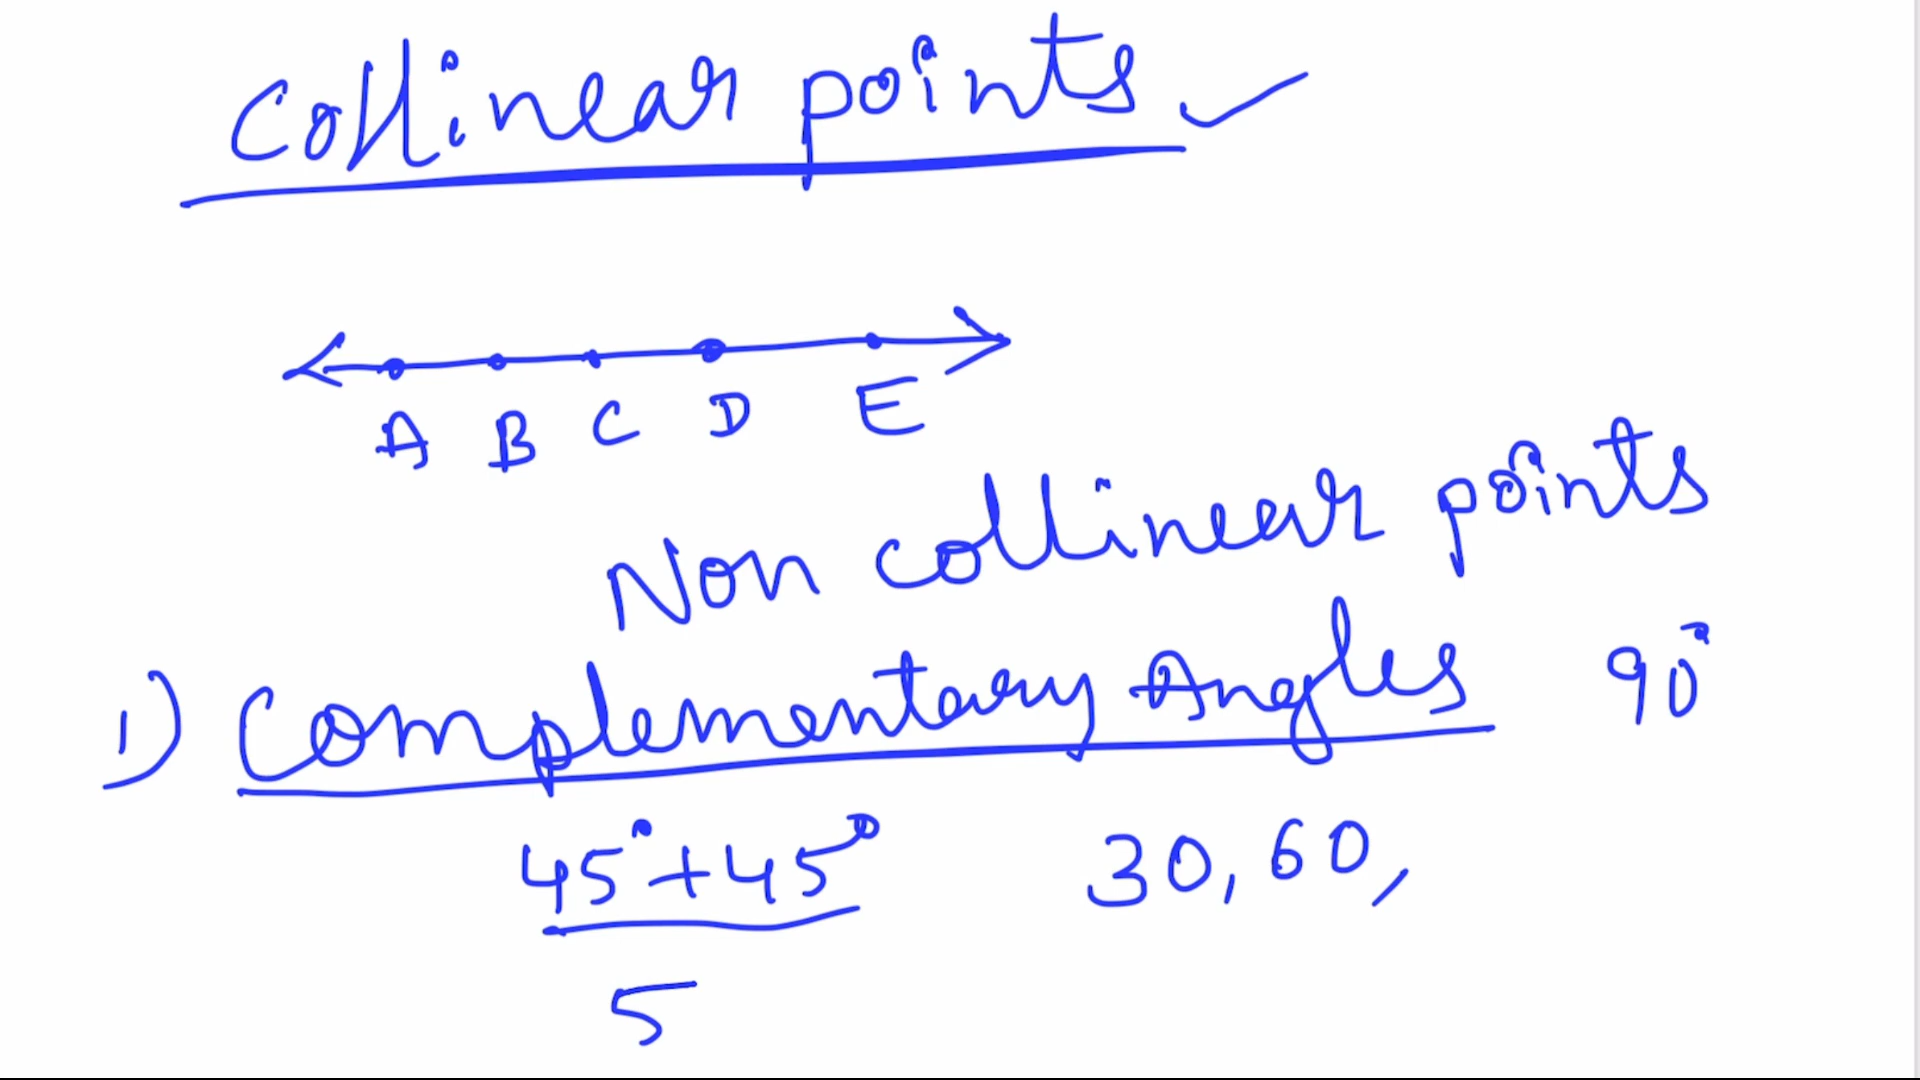 Collinear points
A B C D E
Non collinear points
1) Complementary Angles 90°
45° + 45° 30, 60,
5